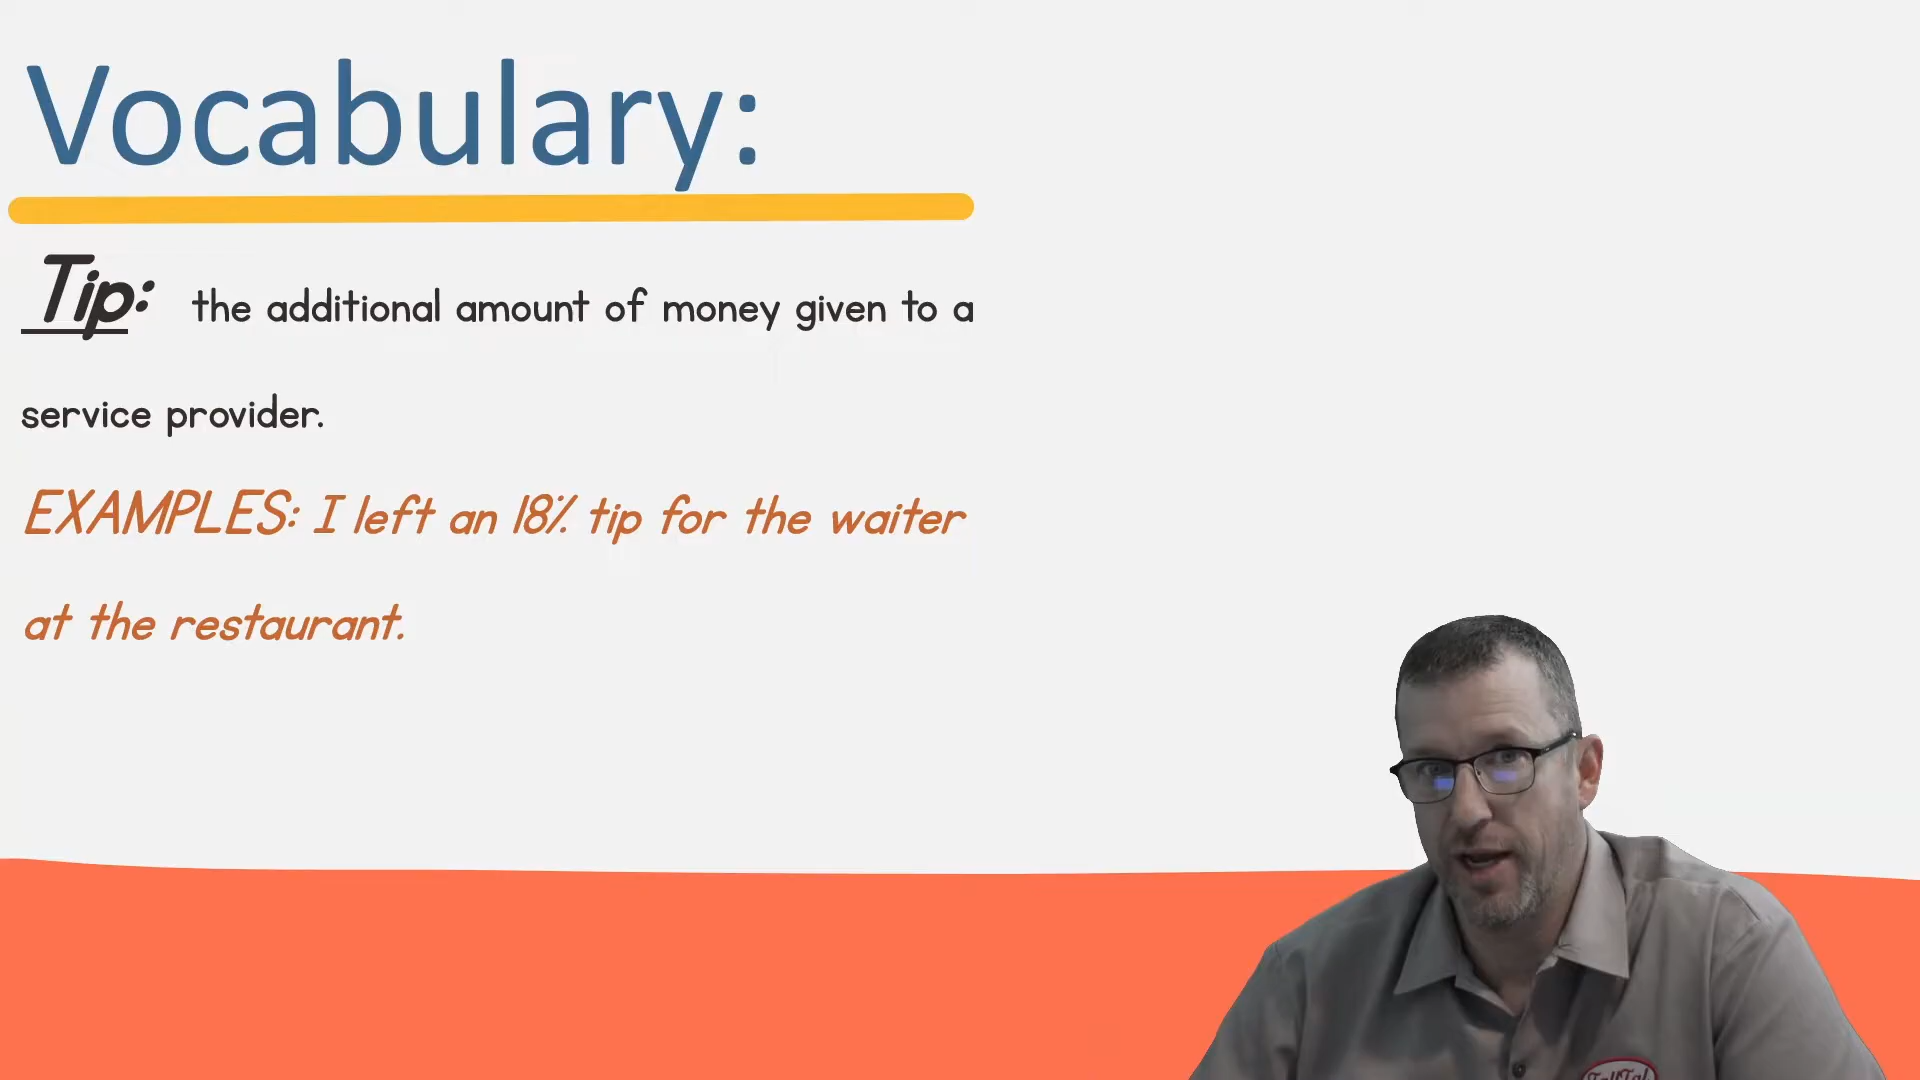 Vocabulary:
Tip: the additional amount of money given to a
service provider.
EXAMPLES: I left an 18% tip for the waiter
at the restaurant.